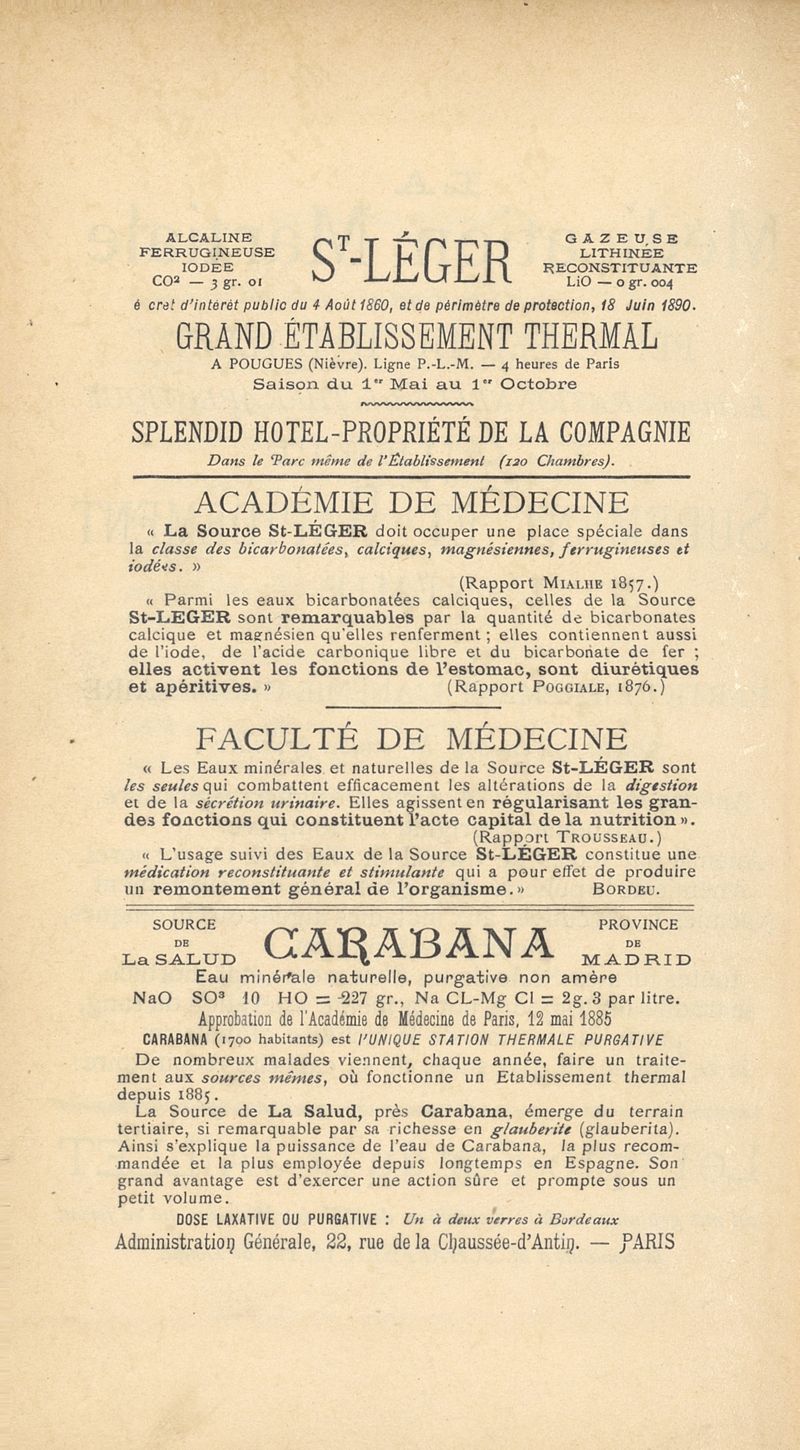 ALCALINE
FERRUGINEUSE
IODÉE
CO² — 3 gr. 01
ST-LÉGER
GAZEUSE
LITHINÉE
RECONSTITUANTE
LiO — 0 gr. 004
é cret d'intérêt public du 4 Août 1860, et de périmètre de protection, 18 Juin 1890.
GRAND ÉTABLISSEMENT THERMAL
A POUGUES (Nièvre). Ligne P.-L.-M. — 4 heures de Paris
Saison du 1er Mai au 1er Octobre
SPLENDID HOTEL-PROPRIÉTÉ DE LA COMPAGNIE
Dans le Parc même de l'Établissement (120 Chambres).
ACADÉMIE DE MÉDECINE
« La Source St-LÉGER doit occuper une place spéciale dans
la classe des bicarbonatées, calciques, magnésiennes, ferrugineuses et
iodées. »
(Rapport MIALHE 1857.)
« Parmi les eaux bicarbonatées calciques, celles de la Source
St-LEGER sont remarquables par la quantité de bicarbonates
calcique et magnésien qu'elles renferment ; elles contiennent aussi
de l'iode, de l'acide carbonique libre et du bicarbonate de fer ;
elles activent les fonctions de l'estomac, sont diurétiques
et apéritives. » (Rapport POGGIALE, 1876.)
FACULTÉ DE MÉDECINE
« Les Eaux minérales et naturelles de la Source St-LÉGER sont
les seules qui combattent efficacement les altérations de la digestion
et de la sécrétion urinaire. Elles agissent en régularisant les gran-
des fonctions qui constituent l'acte capital de la nutrition ».
(Rapport TROUSSEAU.)
« L'usage suivi des Eaux de la Source St-LÉGER constitue une
médication reconstituante et stimulante qui a pour effet de produire
un remontement général de l'organisme. » BORDEU.
SOURCE
DE
La SALUD
CARABANA
PROVINCE
DE
MADRID
Eau minérale naturelle, purgative non amère
NaO SO³ 10 HO = 227 gr., Na CL-Mg Cl = 2g. 3 par litre.
Approbation de l'Académie de Médecine de Paris, 12 mai 1885
CARABANA (1700 habitants) est l'UNIQUE STATION THERMALE PURGATIVE
De nombreux malades viennent, chaque année, faire un traite-
ment aux sources mêmes, où fonctionne un Etablissement thermal
depuis 1885.
La Source de La Salud, près Carabana, émerge du terrain
tertiaire, si remarquable par sa richesse en glauberite (glauberita).
Ainsi s'explique la puissance de l'eau de Carabana, la plus recom-
mandée et la plus employée depuis longtemps en Espagne. Son
grand avantage est d'exercer une action sûre et prompte sous un
petit volume.
DOSE LAXATIVE OU PURGATIVE : Un à deux verres à Bordeaux
Administration Générale, 22, rue de la Chaussée-d'Antin. — PARIS